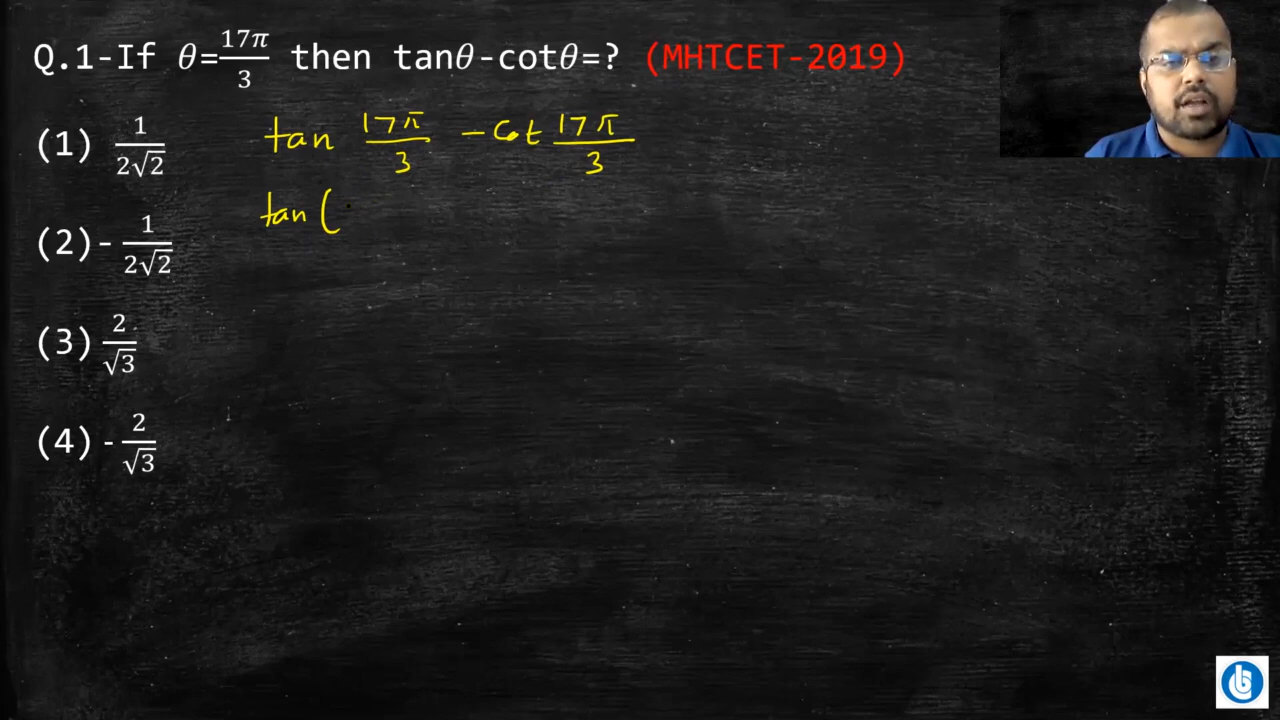 Q.1-If θ=17π/3 then tanθ-cotθ=? (MHTCET-2019)
(1) 1/2√2
tan 17π/3 - cot 17π/3
tan (
(2) - 1/2√2
(3) 2/√3
(4) - 2/√3